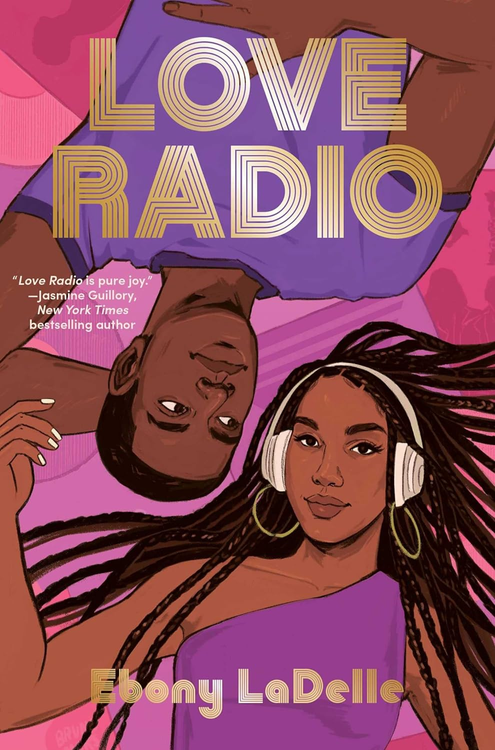 LOVE
RADIO
“Love Radio is pure joy.”
—Jasmine Guillory,
New York Times
bestselling author
Ebony LaDelle